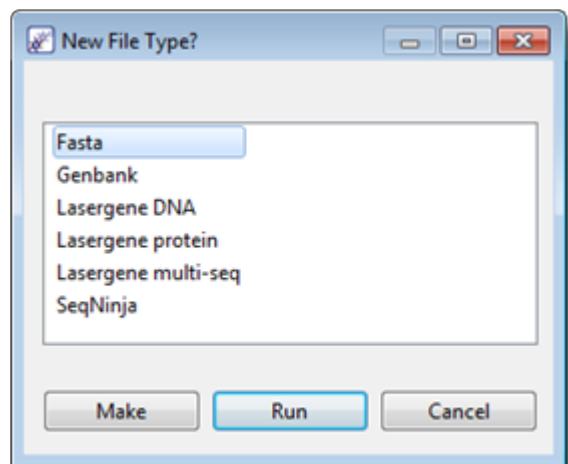 New File Type?
Fasta
Genbank
Lasergene DNA
Lasergene protein
Lasergene multi-seq
SeqNinja
Make Run Cancel